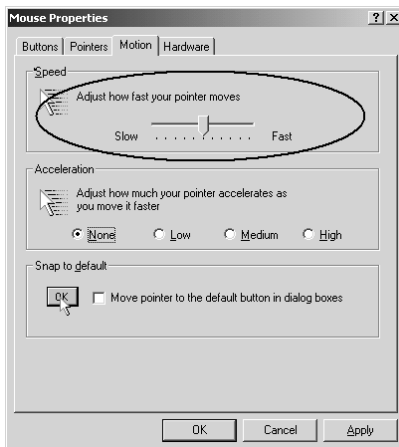 Mouse Properties
Buttons Pointers Motion Hardware
Speed
Adjust how fast your pointer moves
Slow Fast
Acceleration
Adjust how much your pointer accelerates as
you move it faster
None Low Medium High
Snap to default
OK Move pointer to the default button in dialog boxes
OK Cancel Apply